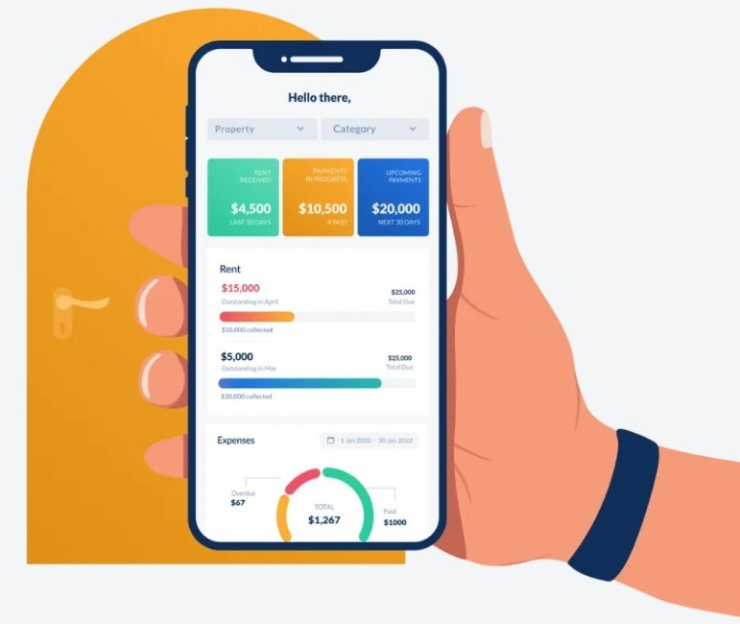 Hello there,
Property
Category
RENT
RECEIVED
$4,500
LAST 30 DAYS
PAYMENTS
IN PROGRESS
$10,500
UPCOMING
PAYMENTS
$20,000
NEXT 30 DAYS
Rent
$15,000
$25,000
Outstanding in April
Total Due
$10,000 collected
$5,000
$25,000
Outstanding in May
Total Due
$20,000 collected
Expenses
1 Jan 2020 - 30 Jan 2022
Overdue
$67
TOTAL
$1,267
Paid
$1000